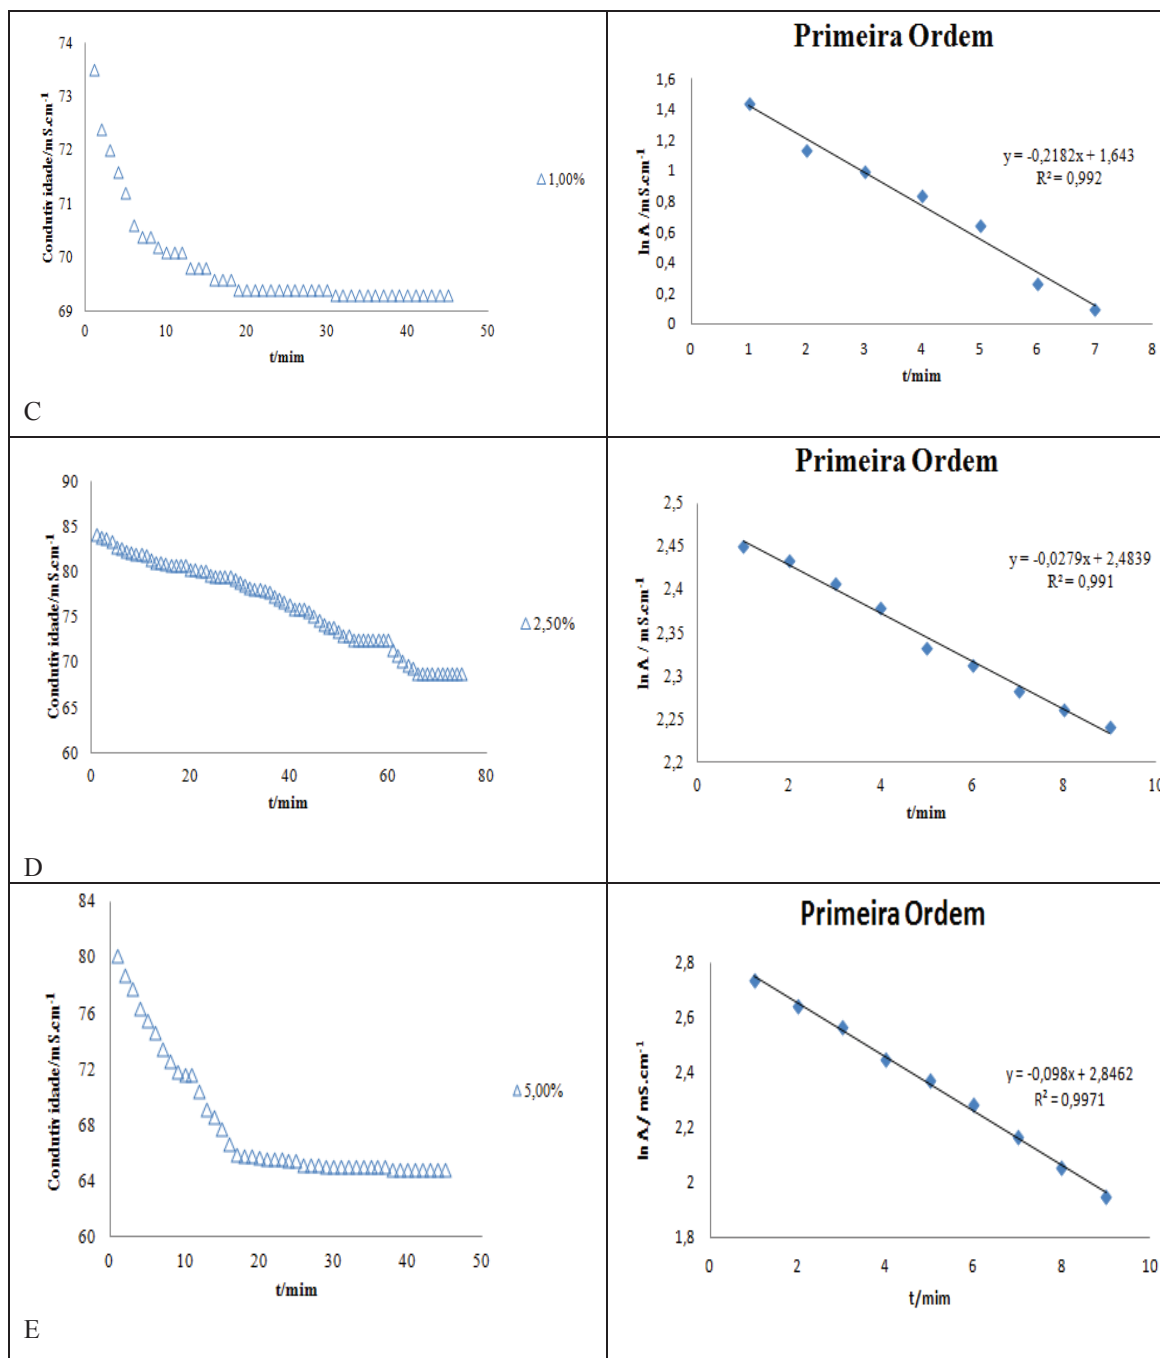 74
73
72
71
70
69
0 10 20 30 40 50
Condutividade/mS.cm-1
t/mim
1,00%
C
Primeira Ordem
1,6
1,4
1,2
1
0,8
0,6
0,4
0,2
0
0 1 2 3 4 5 6 7 8
ln Λ /mS.cm-1
t/mim
y = -0,2182x + 1,643
R² = 0,992
90
85
80
75
70
65
60
0 20 40 60 80
Condutividade/mS.cm-1
t/mim
2,50%
D
Primeira Ordem
2,5
2,45
2,4
2,35
2,3
2,25
2,2
0 2 4 6 8 10
ln Λ / mS.cm-1
t/mim
y = -0,0279x + 2,4839
R² = 0,991
84
80
76
72
68
64
60
0 10 20 30 40 50
Condutividade/mS.cm-1
t/mim
5,00%
E
Primeira Ordem
2,8
2,6
2,4
2,2
2
1,8
0 2 4 6 8 10
ln Λ/ mS.cm-1
t/mim
y = -0,098x + 2,8462
R² = 0,9971